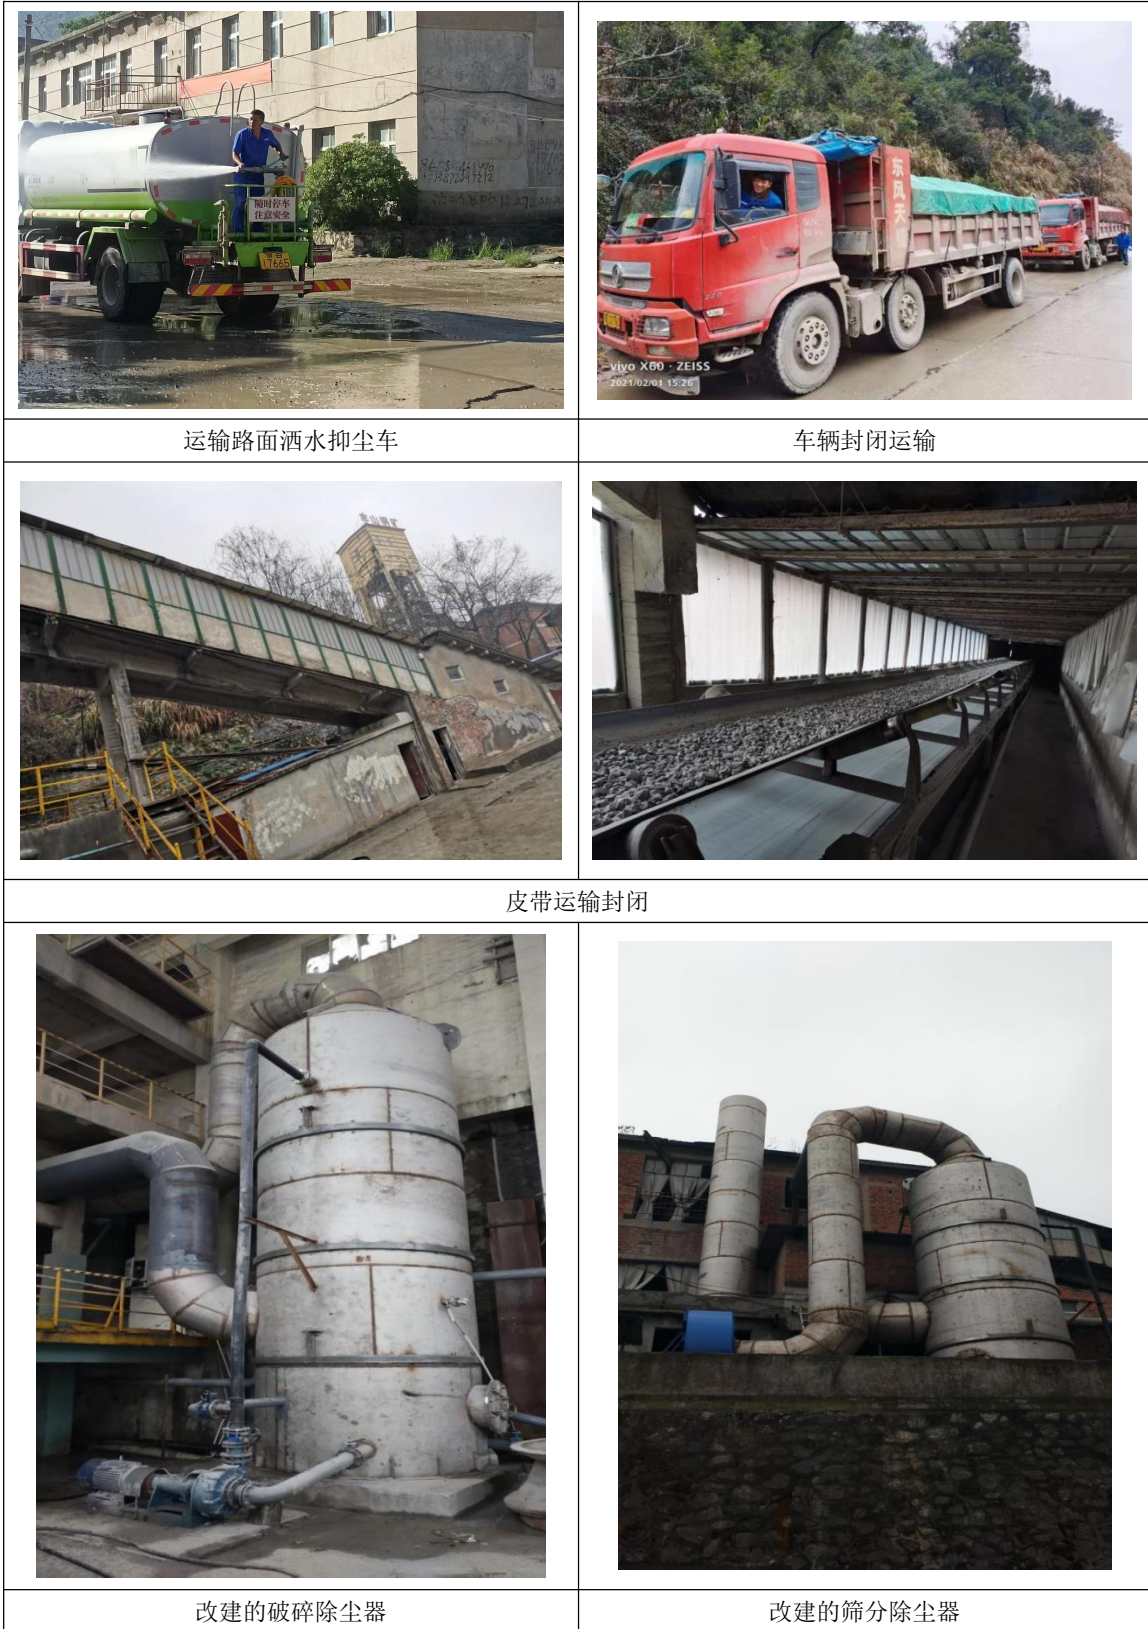 随时停车
注意安全
17665
东风天
vivo X60 · ZEISS
2021/02/01 15:26
运输路面洒水抑尘车
车辆封闭运输
皮带运输封闭
改建的破碎除尘器
改建的筛分除尘器